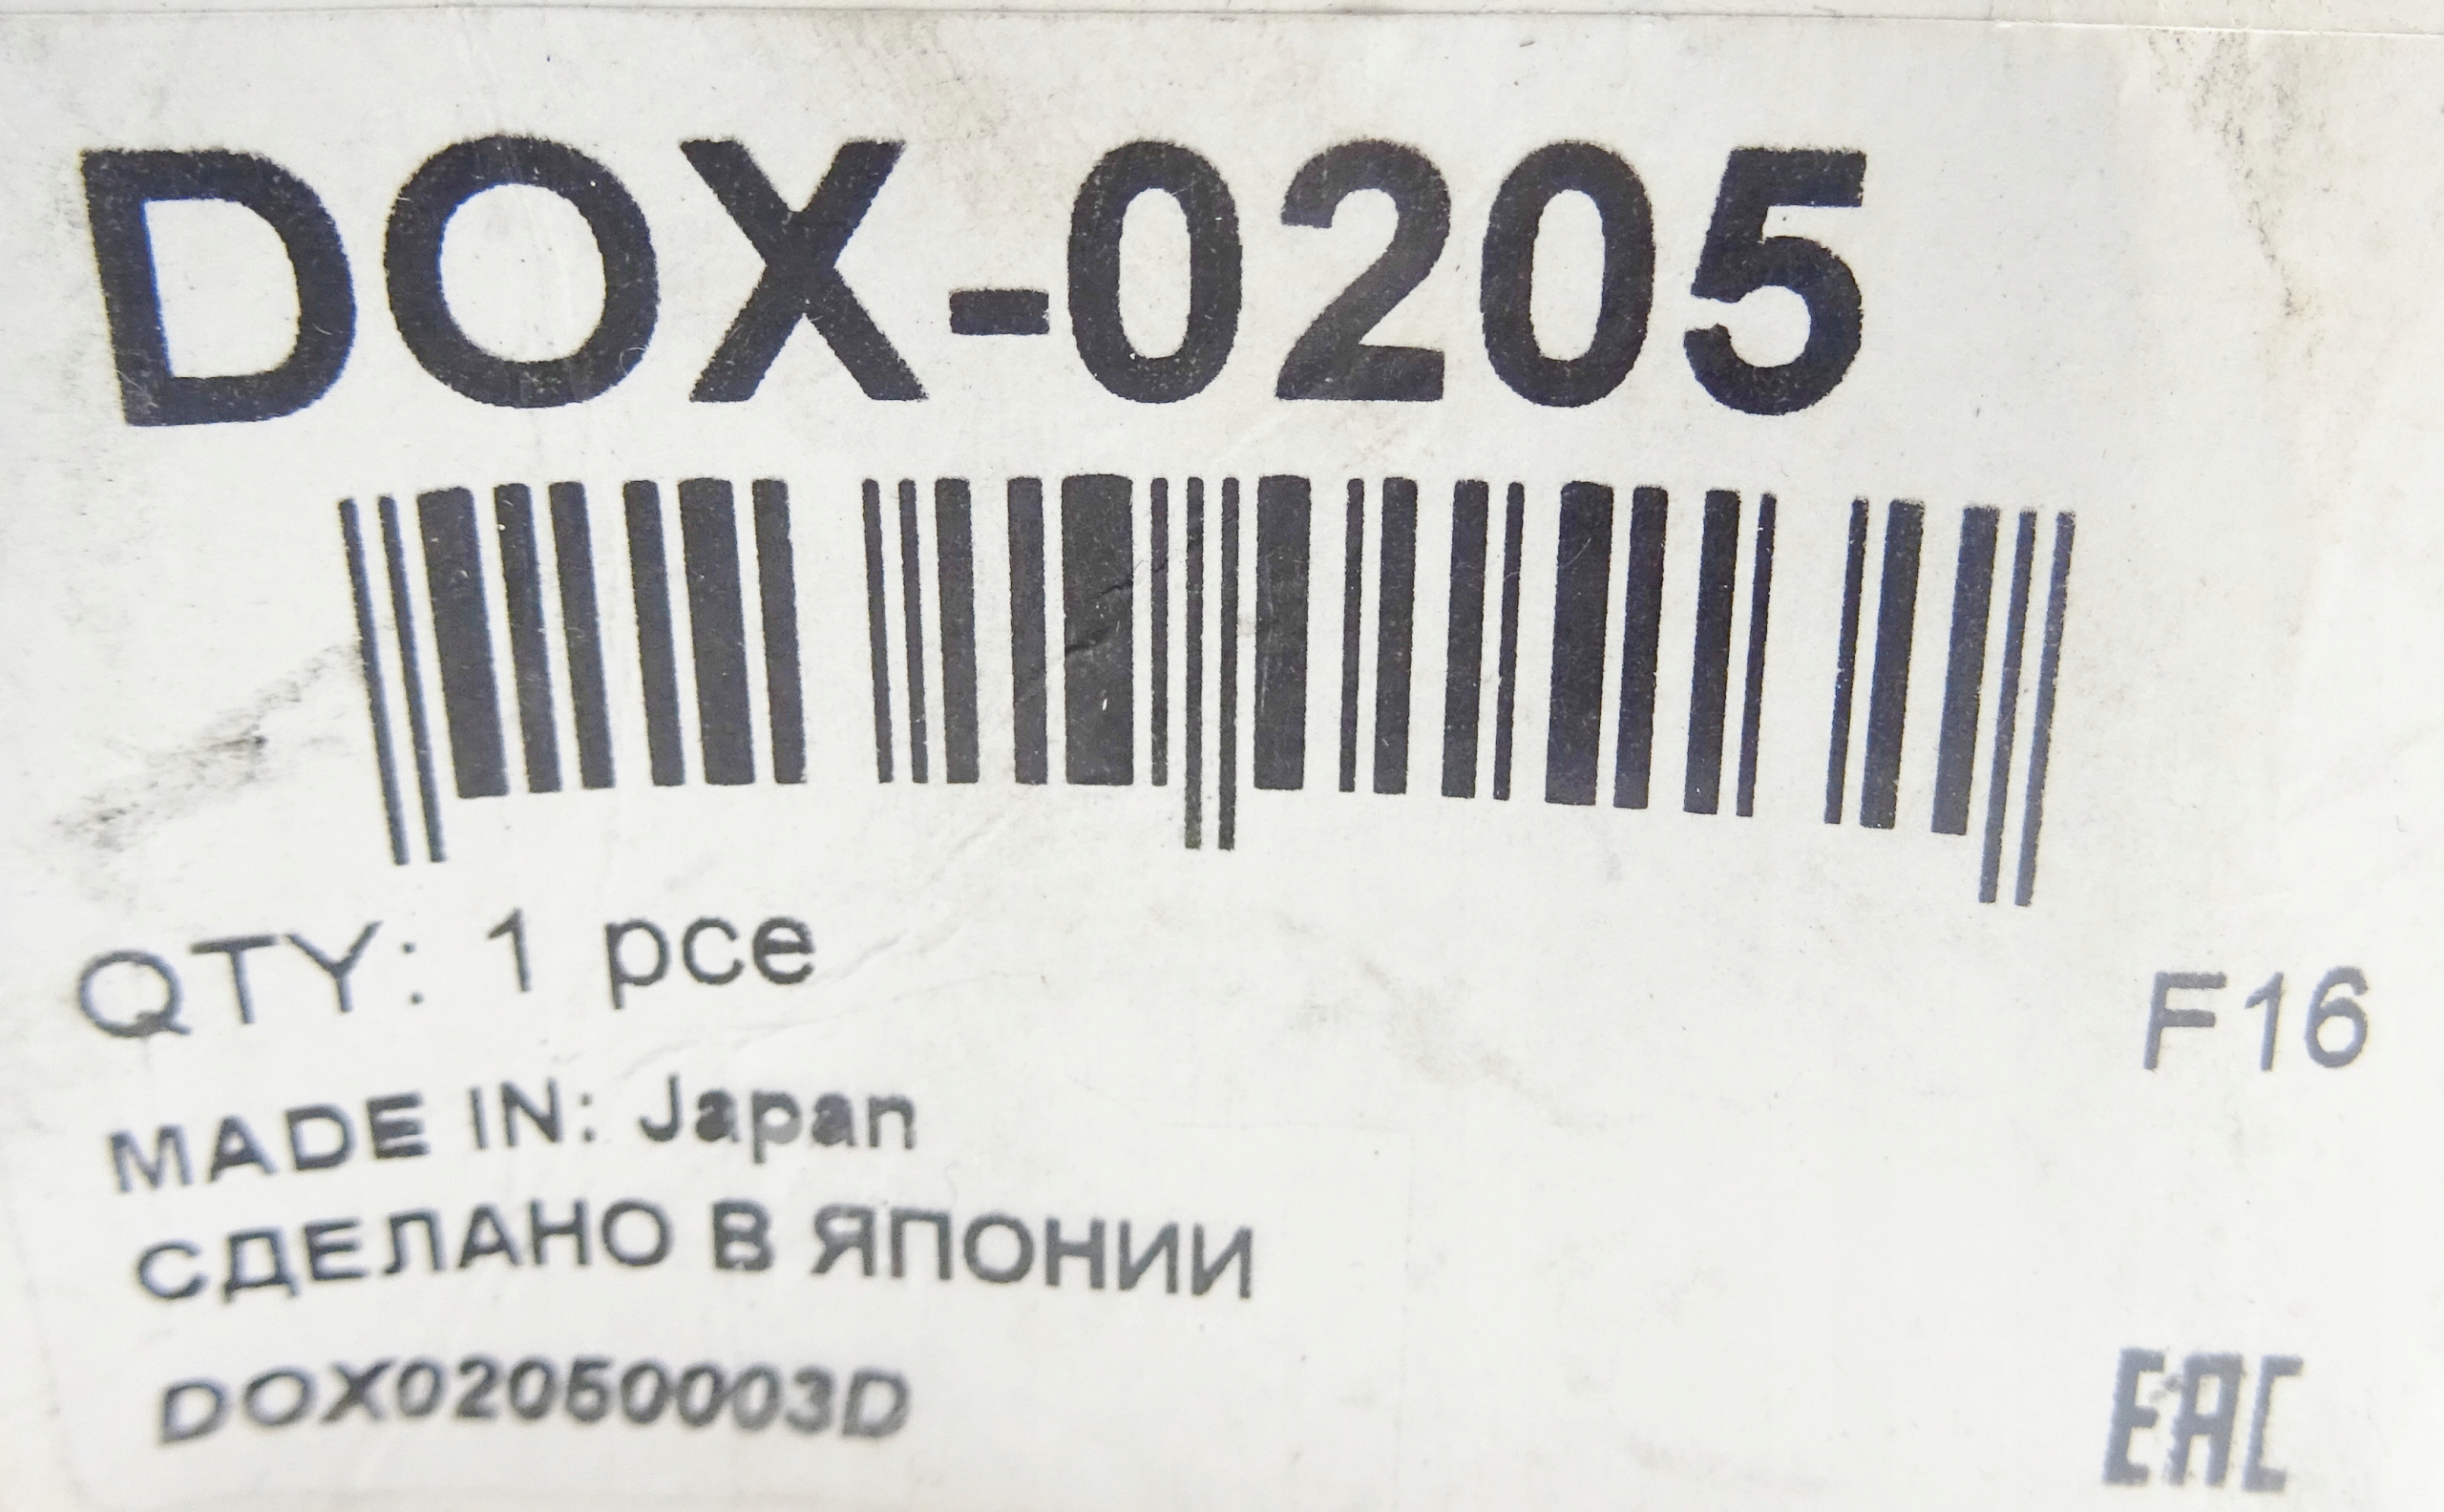 DOX-0205
QTY: 1 pce
F16
MADE IN: Japan
СДЕЛАНО В ЯПОНИИ
DOX02050003D
EAC